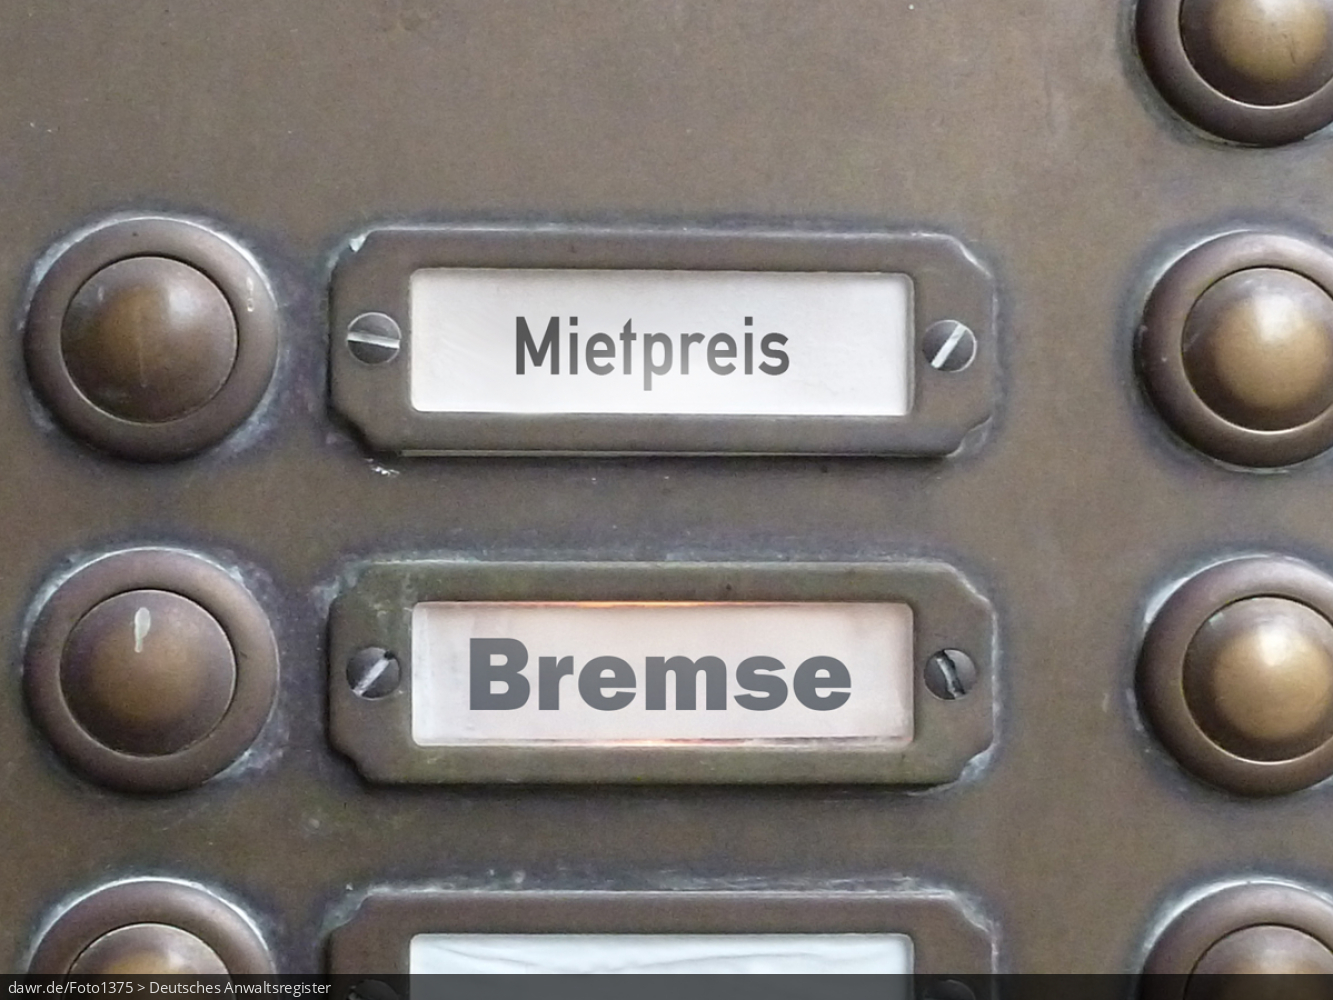 Mietpreis
Bremse
dawr.de/Foto1375 > Deutsches Anwaltsregister